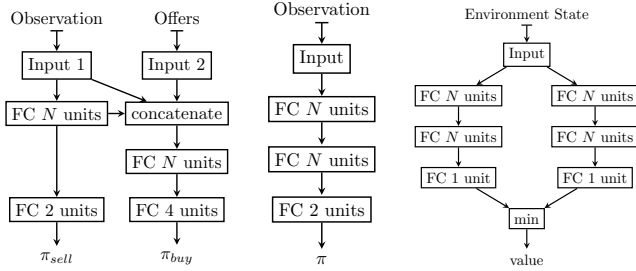 Observation
Offers
Input 1
Input 2
FC N units
concatenate
FC N units
FC 2 units
FC 4 units
π_sell
π_buy
Observation
Input
FC N units
FC N units
FC 2 units
π
Environment State
Input
FC N units
FC N units
FC N units
FC N units
FC 1 unit
FC 1 unit
min
value